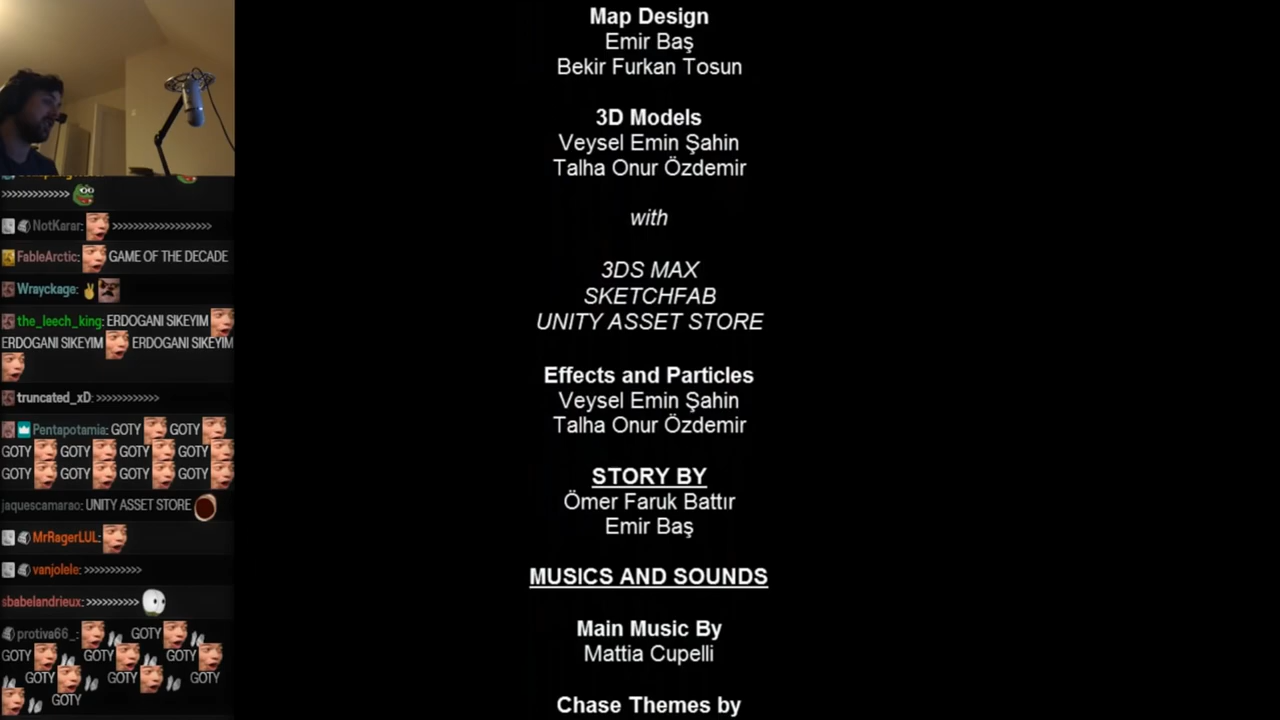 >>>>>>>>>>>>>
NotKarar: >>>>>>>>>>>>>>>>>>>
FableArctic: GAME OF THE DECADE
Wrayckage:
the_leech_king: ERDOGANI SIKEYIM
ERDOGANI SIKEYIM ERDOGANI SIKEYIM
truncated_xD: >>>>>>>>>>>>
Pentapotamia: GOTY GOTY
GOTY GOTY GOTY GOTY
GOTY GOTY GOTY GOTY
jaquescamarao: UNITY ASSET STORE
MrRagerLUL:
vanjolele: >>>>>>>>>>>
sbabelandrieux: >>>>>>>>>>
protiva66_: GOTY
GOTY GOTY GOTY
GOTY GOTY GOTY
GOTY
Map Design
Emir Baş
Bekir Furkan Tosun
3D Models
Veysel Emin Şahin
Talha Onur Özdemir
with
3DS MAX
SKETCHFAB
UNITY ASSET STORE
Effects and Particles
Veysel Emin Şahin
Talha Onur Özdemir
STORY BY
Ömer Faruk Battır
Emir Baş
MUSICS AND SOUNDS
Main Music By
Mattia Cupelli
Chase Themes by